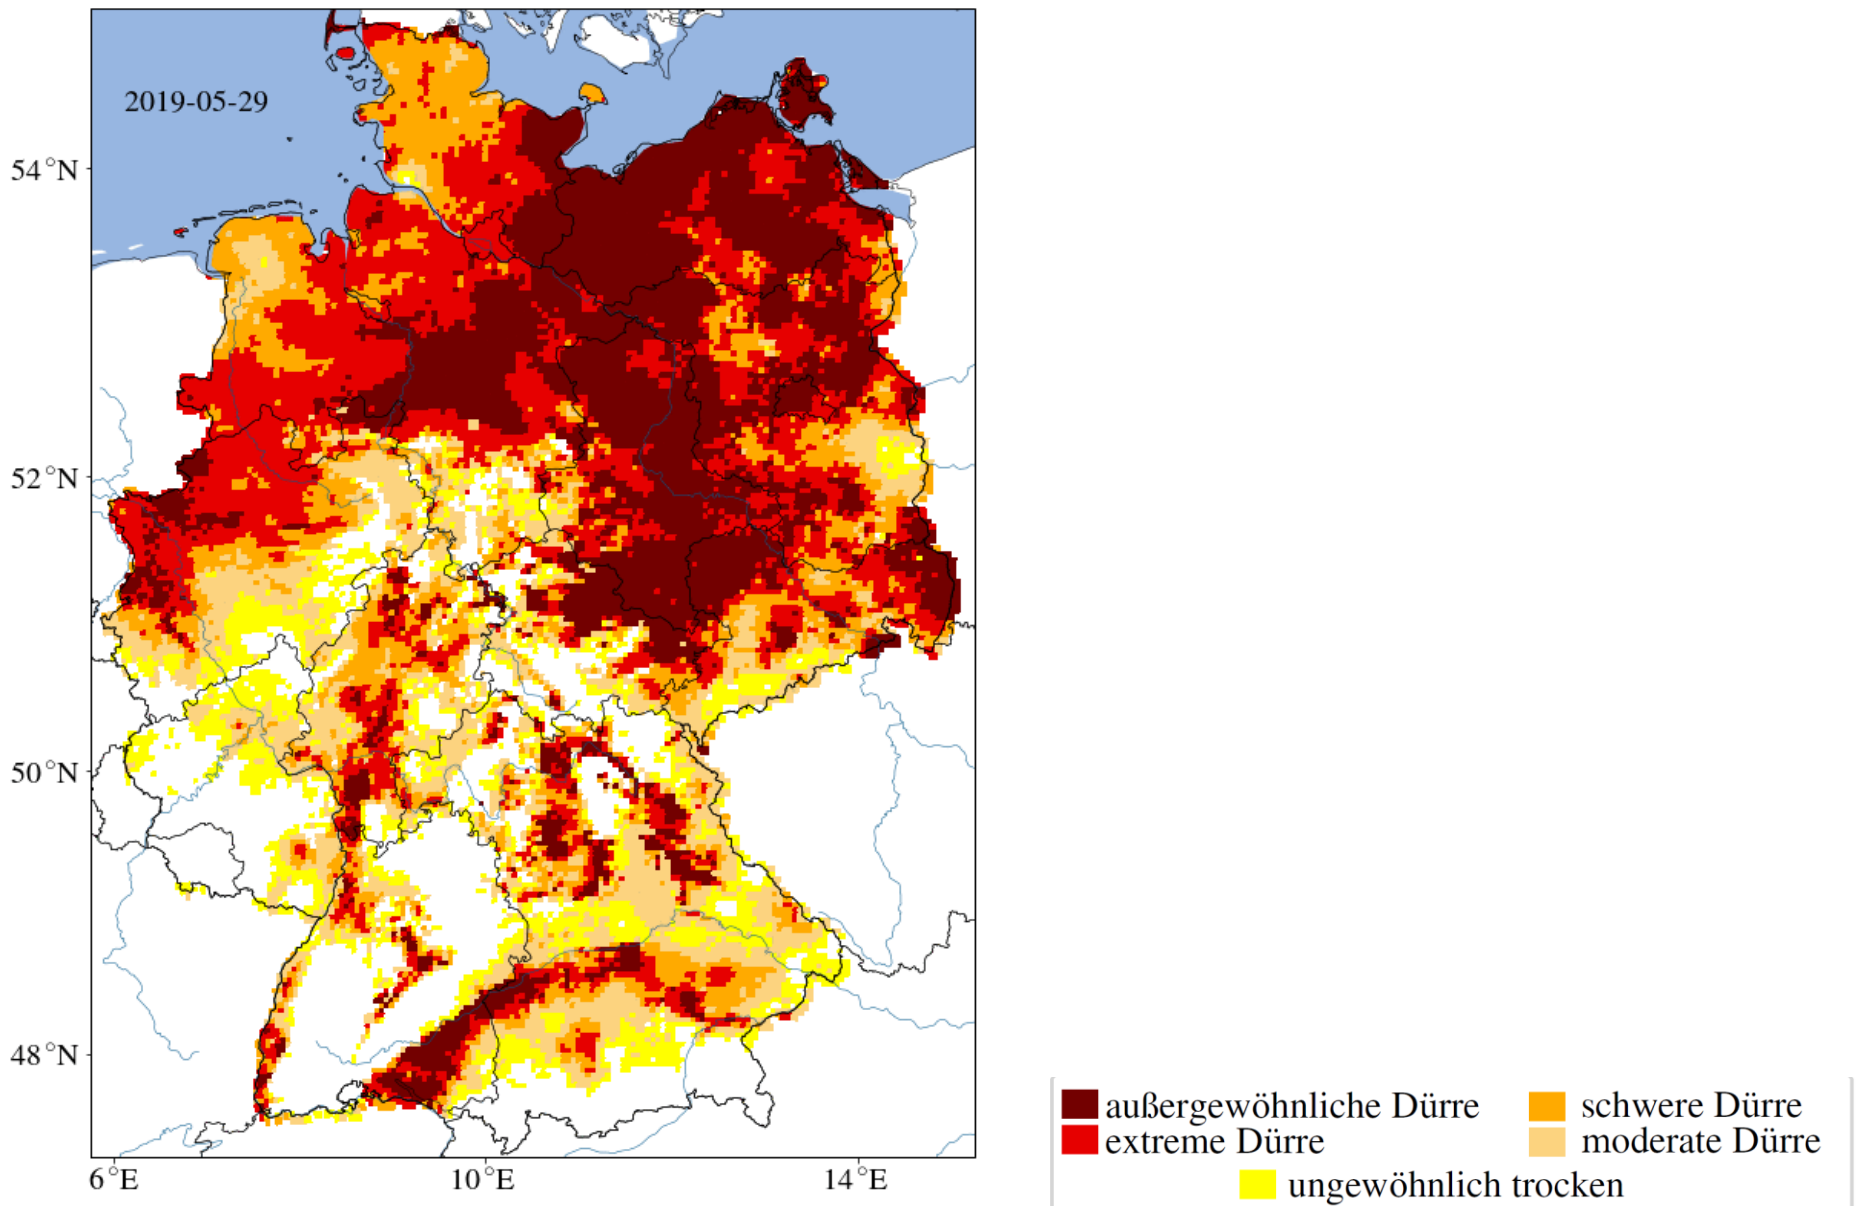 2019-05-29
54°N
52°N
50°N
48°N
6°E 10°E 14°E
außergewöhnliche Dürre schwere Dürre
extreme Dürre moderate Dürre
ungewöhnlich trocken